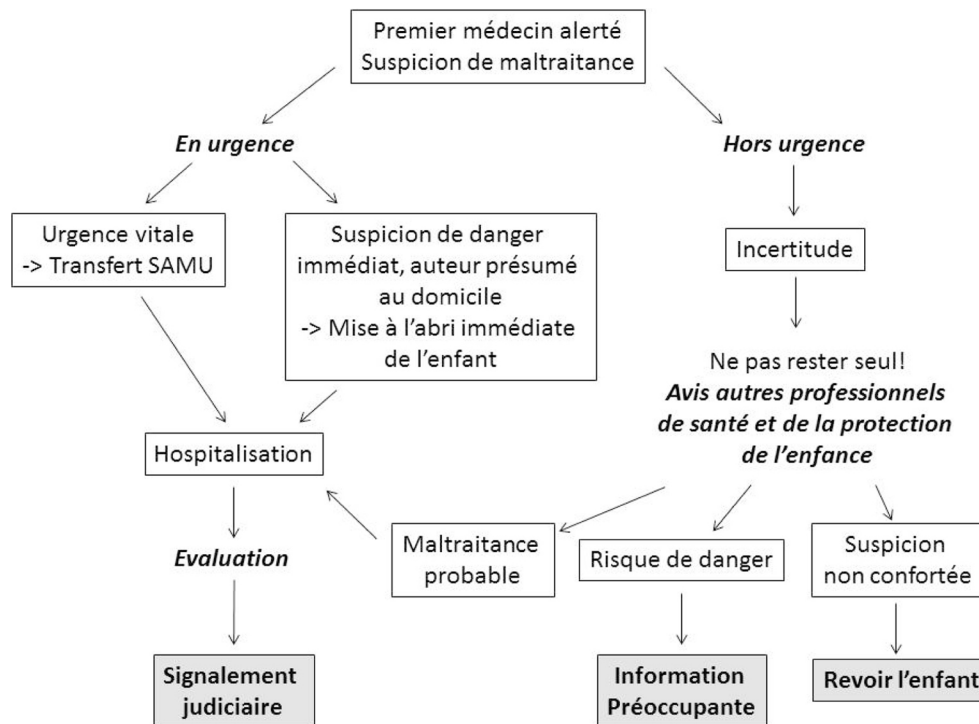 Premier médecin alerté
Suspicion de maltraitance
En urgence
Hors urgence
Urgence vitale
-> Transfert SAMU
Suspicion de danger
immédiat, auteur présumé
au domicile
-> Mise à l’abri immédiate
de l’enfant
Incertitude
Ne pas rester seul!
Avis autres professionnels
de santé et de la protection
de l’enfance
Hospitalisation
Evaluation
Maltraitance
probable
Risque de danger
Suspicion
non confortée
Signalement
judiciaire
Information
Préoccupante
Revoir l’enfant